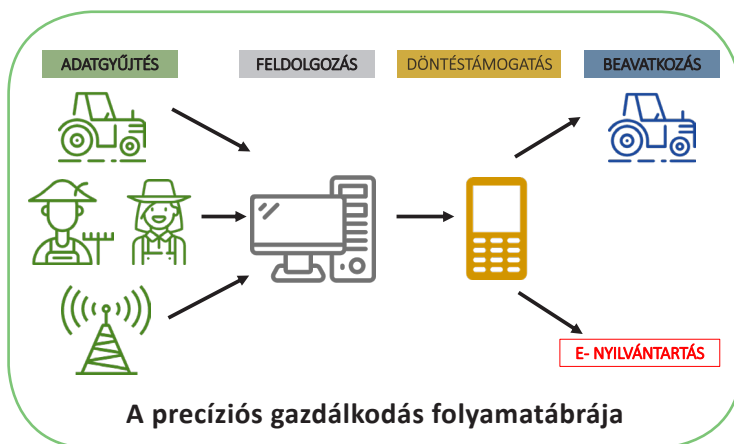 ADATGYŰJTÉS
FELDOLGOZÁS
DÖNTÉSTÁMOGATÁS
BEAVATKOZÁS
E- NYILVÁNTARTÁS
A precíziós gazdálkodás folyamatábrája